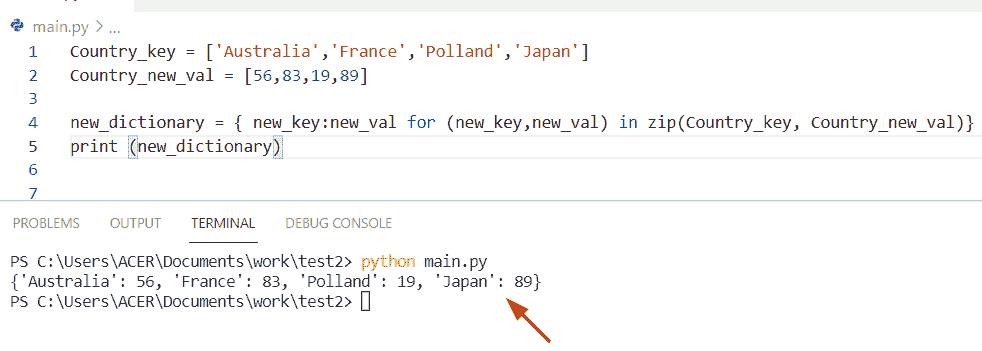 main.py > ...
1 Country_key = ['Australia','France','Polland','Japan']
2 Country_new_val = [56,83,19,89]
3
4 new_dictionary = { new_key:new_val for (new_key,new_val) in zip(Country_key, Country_new_val)}
5 print (new_dictionary)
6
7
PROBLEMS OUTPUT TERMINAL DEBUG CONSOLE
PS C:\Users\ACER\Documents\work\test2> python main.py
{'Australia': 56, 'France': 83, 'Polland': 19, 'Japan': 89}
PS C:\Users\ACER\Documents\work\test2>